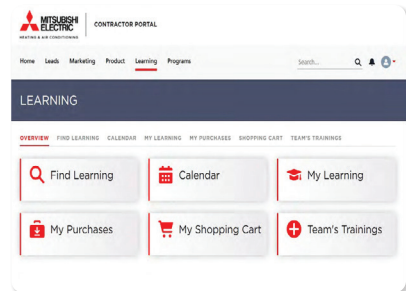 MITSUBISHI
ELECTRIC
HEATING & AIR CONDITIONING
CONTRACTOR PORTAL
Home Leads Marketing Product Learning Programs Search...
LEARNING
OVERVIEW FIND LEARNING CALENDAR MY LEARNING MY PURCHASES SHOPPING CART TEAM'S TRAININGS
Find Learning Calendar My Learning
My Purchases My Shopping Cart Team's Trainings